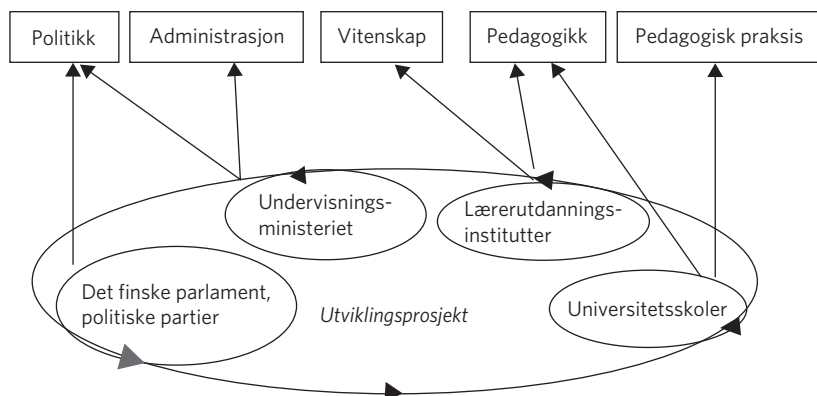 Politikk
Administrasjon
Vitenskap
Pedagogikk
Pedagogisk praksis
Undervisnings-
ministeriet
Lærerutdannings-
institutter
Det finske parlament,
politiske partier
Utviklingsprosjekt
Universitetsskoler